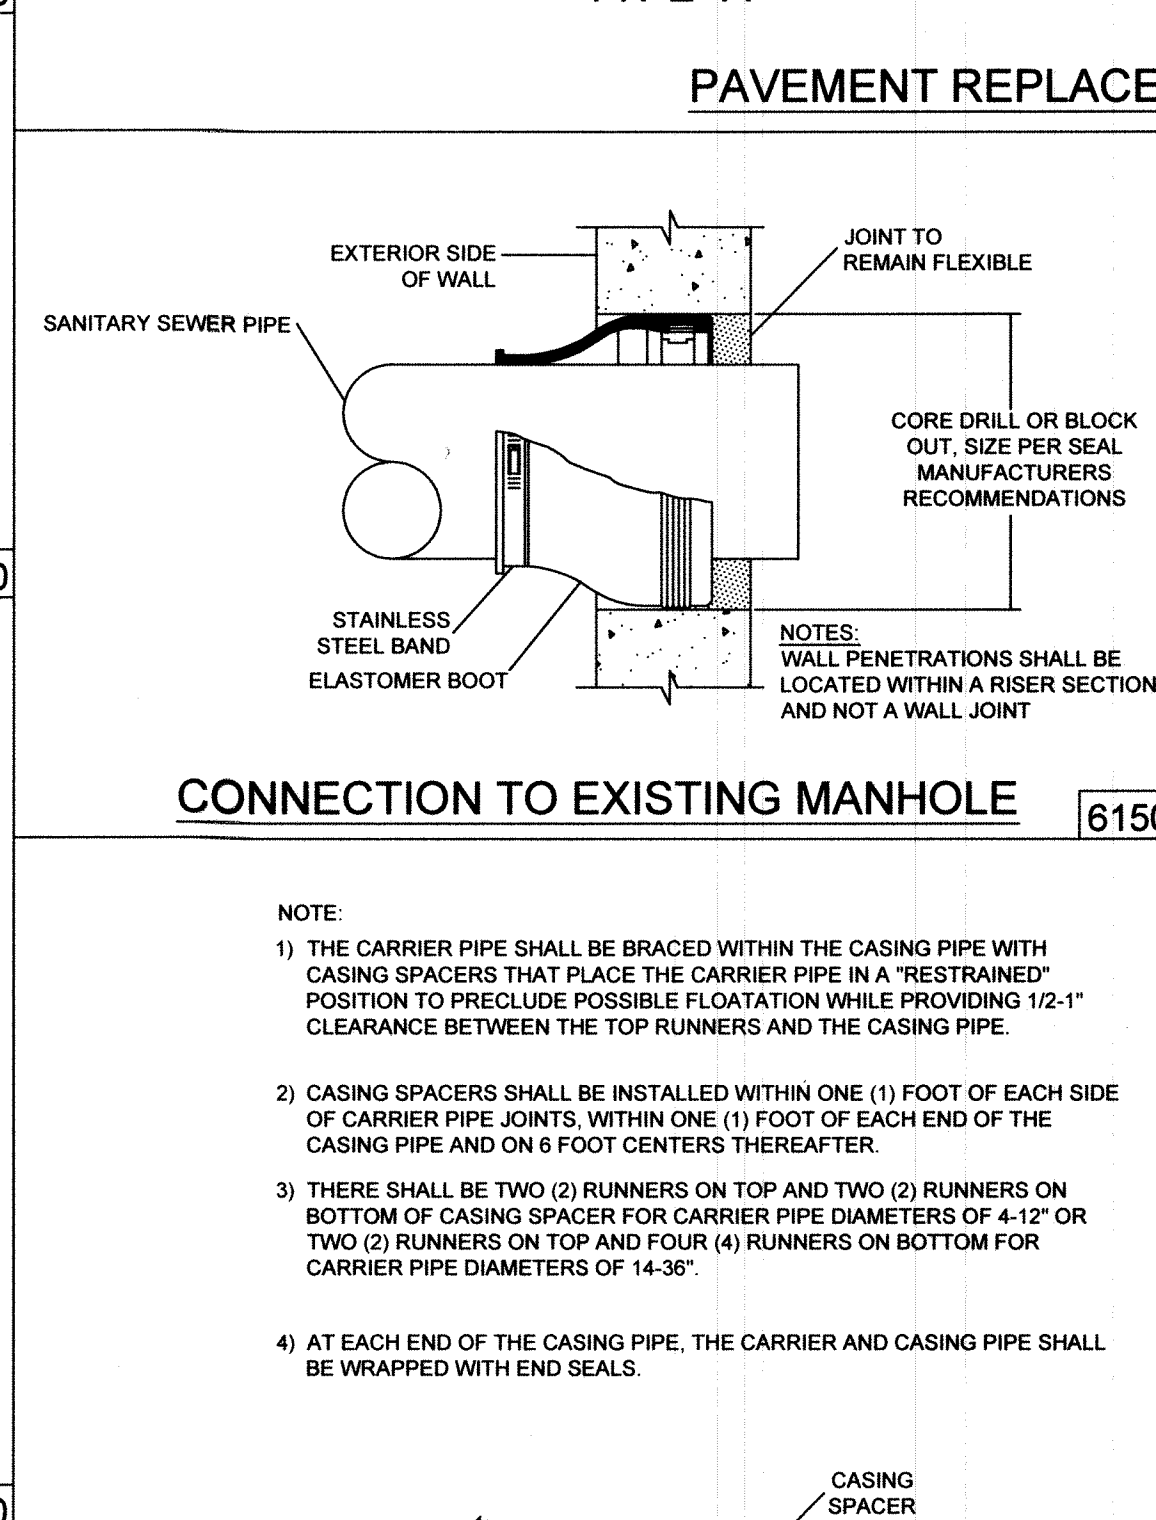 PAVEMENT
EXTERIOR SIDE
OF WALL
JOINT TO
REMAIN FLEXIBLE
SANITARY SEWER PIPE
CORE DRILL OR BLOCK
OUT, SIZE PER SEAL
MANUFACTURERS
RECOMMENDATIONS
STAINLESS
STEEL BAND
ELASTOMER BOOT
NOTES:
WALL PENETRATIONS SHALL BE
LOCATED WITHIN A RISER SECTION
AND NOT A WALL JOINT
CONNECTION TO EXISTING MANHOLE
NOTE:
1) THE CARRIER PIPE SHALL BE BRACED WITHIN THE CASING PIPE WITH
CASING SPACERS THAT PLACE THE CARRIER PIPE IN A "RESTRAINED"
POSITION TO PRECLUDE POSSIBLE FLOATATION WHILE PROVIDING 1/2-1"
CLEARANCE BETWEEN THE TOP RUNNERS AND THE CASING PIPE.
2) CASING SPACERS SHALL BE INSTALLED WITHIN ONE (1) FOOT OF EACH SIDE
OF CARRIER PIPE JOINTS, WITHIN ONE (1) FOOT OF EACH END OF THE
CASING PIPE AND ON 6 FOOT CENTERS THEREAFTER.
3) THERE SHALL BE TWO (2) RUNNERS ON TOP AND TWO (2) RUNNERS ON
BOTTOM OF CASING SPACER FOR CARRIER PIPE DIAMETERS OF 4-12" OR
TWO (2) RUNNERS ON TOP AND FOUR (4) RUNNERS ON BOTTOM FOR
CARRIER PIPE DIAMETERS OF 14-36".
4) AT EACH END OF THE CASING PIPE, THE CARRIER AND CASING PIPE SHALL
BE WRAPPED WITH END SEALS.
CASING
SPACER